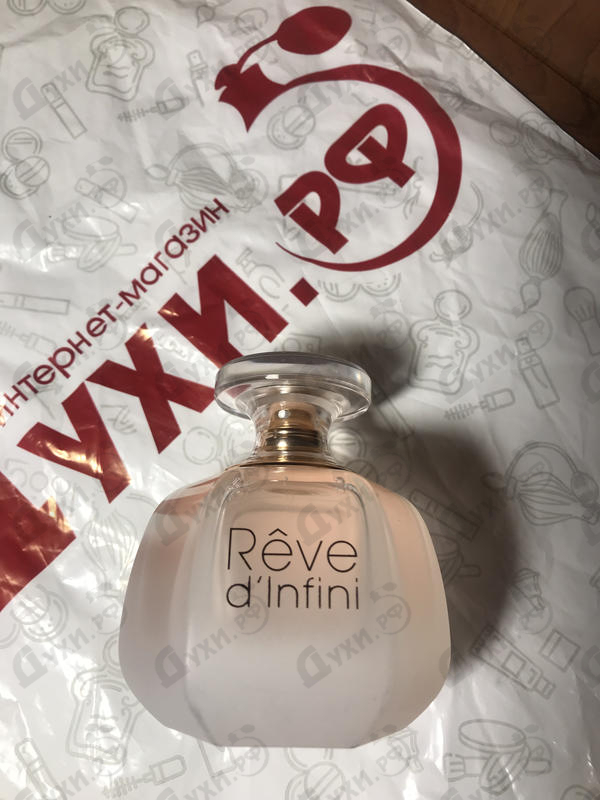 интернет-магазин
УХИ.РФ
Rêve
d'Infini